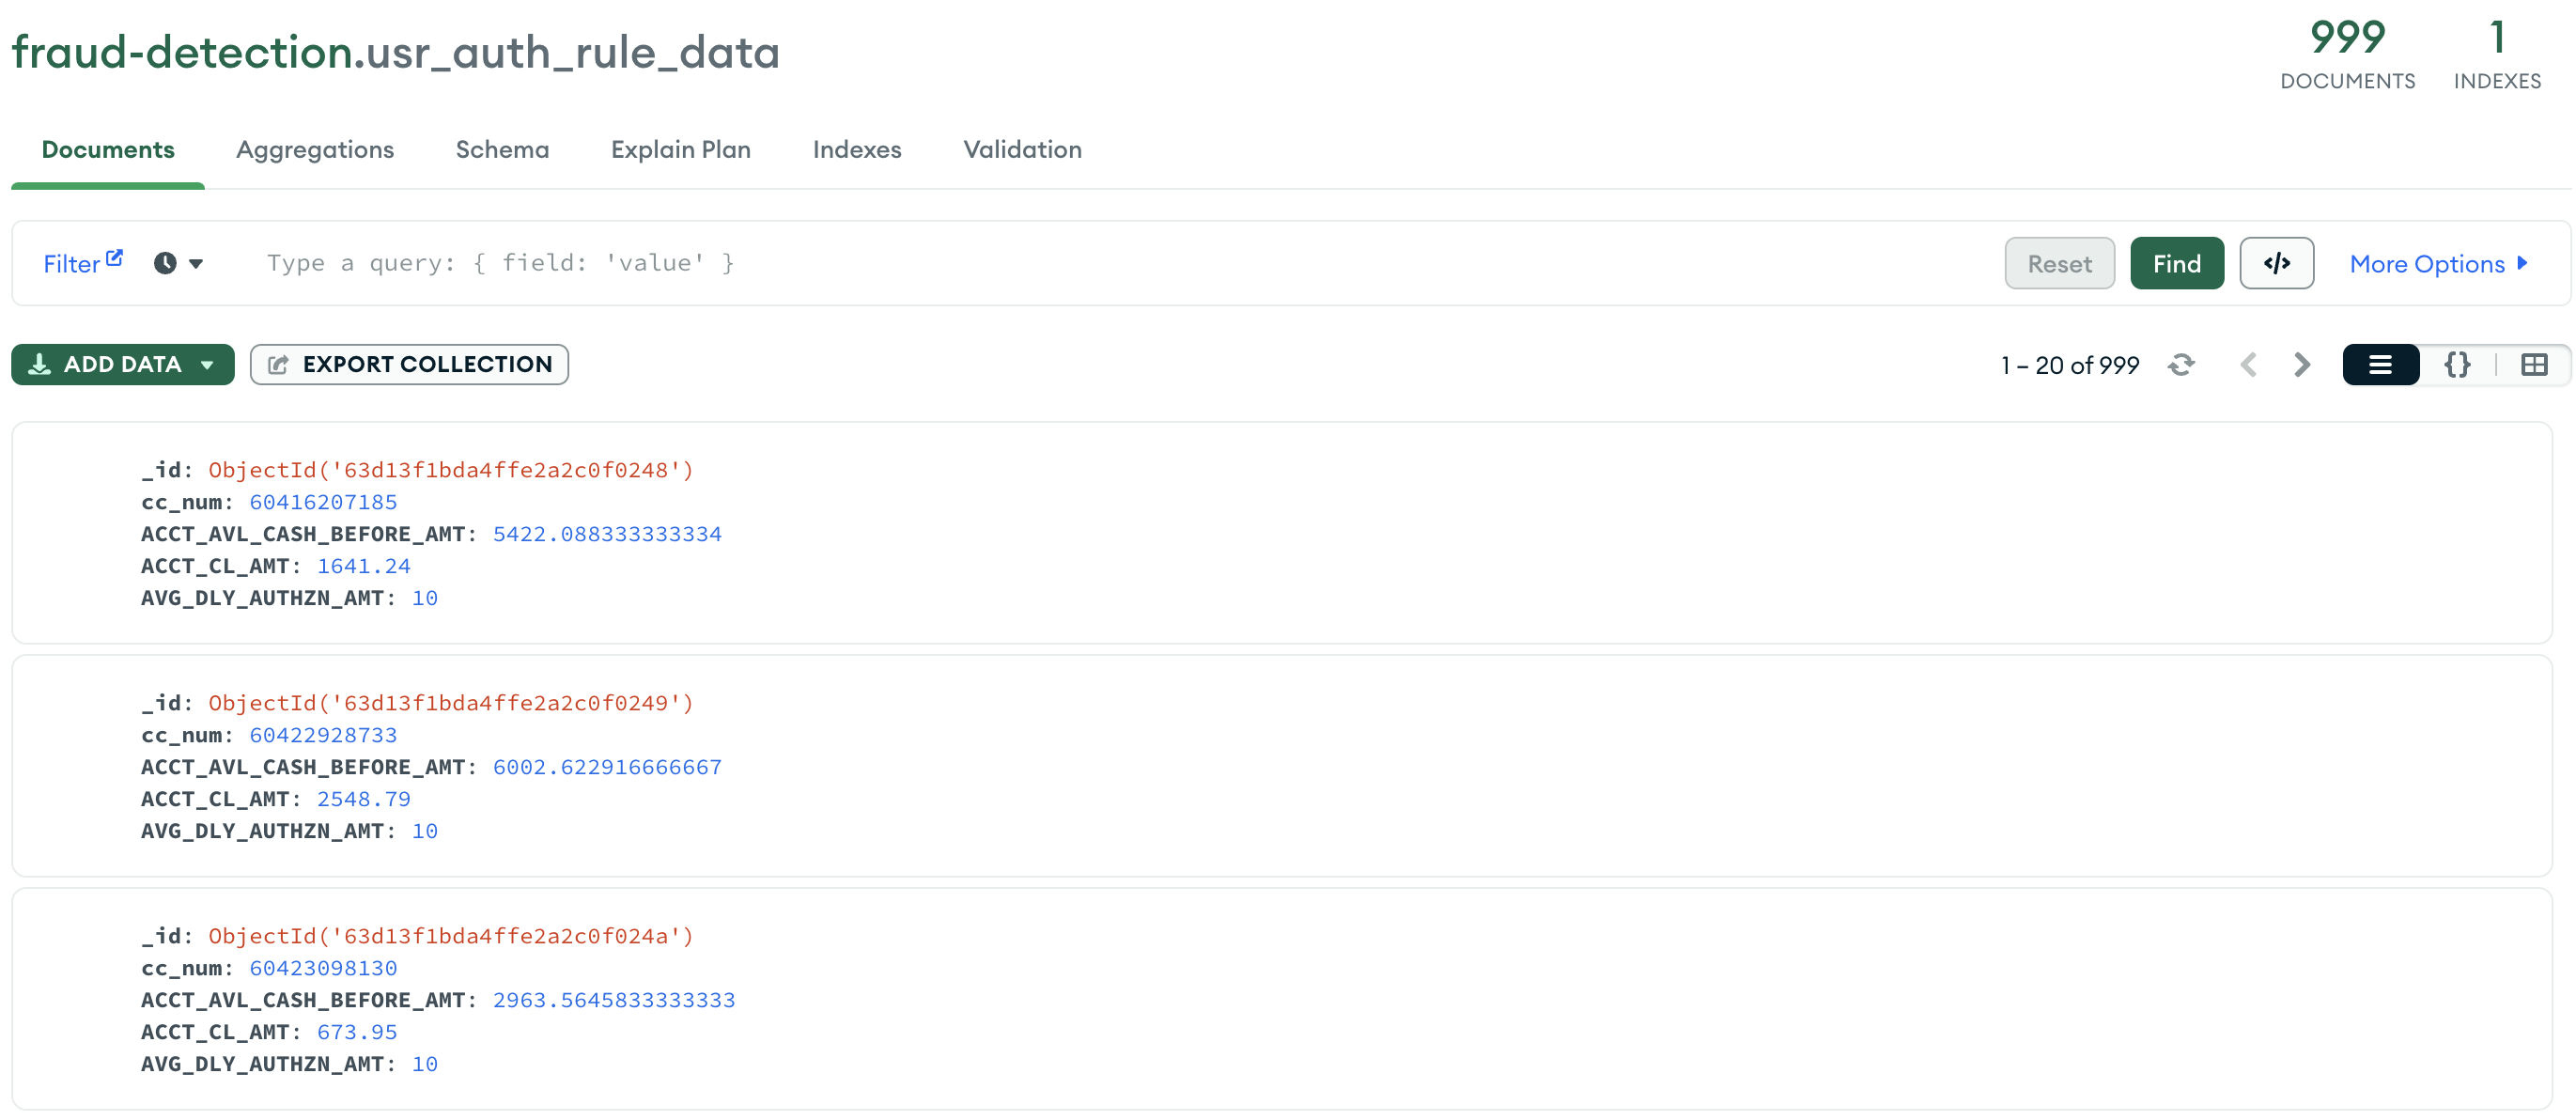 fraud-detection.usr_auth_rule_data
999 1
DOCUMENTS INDEXES
Documents Aggregations Schema Explain Plan Indexes Validation
Filter Type a query: { field: 'value' } Reset Find </> More Options
ADD DATA EXPORT COLLECTION 1 – 20 of 999 {}
_id: ObjectId('63d13f1bda4ffe2a2c0f0248')
cc_num: 60416207185
ACCT_AVL_CASH_BEFORE_AMT: 5422.088333333334
ACCT_CL_AMT: 1641.24
AVG_DLY_AUTHZN_AMT: 10
_id: ObjectId('63d13f1bda4ffe2a2c0f0249')
cc_num: 60422928733
ACCT_AVL_CASH_BEFORE_AMT: 6002.622916666667
ACCT_CL_AMT: 2548.79
AVG_DLY_AUTHZN_AMT: 10
_id: ObjectId('63d13f1bda4ffe2a2c0f024a')
cc_num: 60423098130
ACCT_AVL_CASH_BEFORE_AMT: 2963.5645833333333
ACCT_CL_AMT: 673.95
AVG_DLY_AUTHZN_AMT: 10